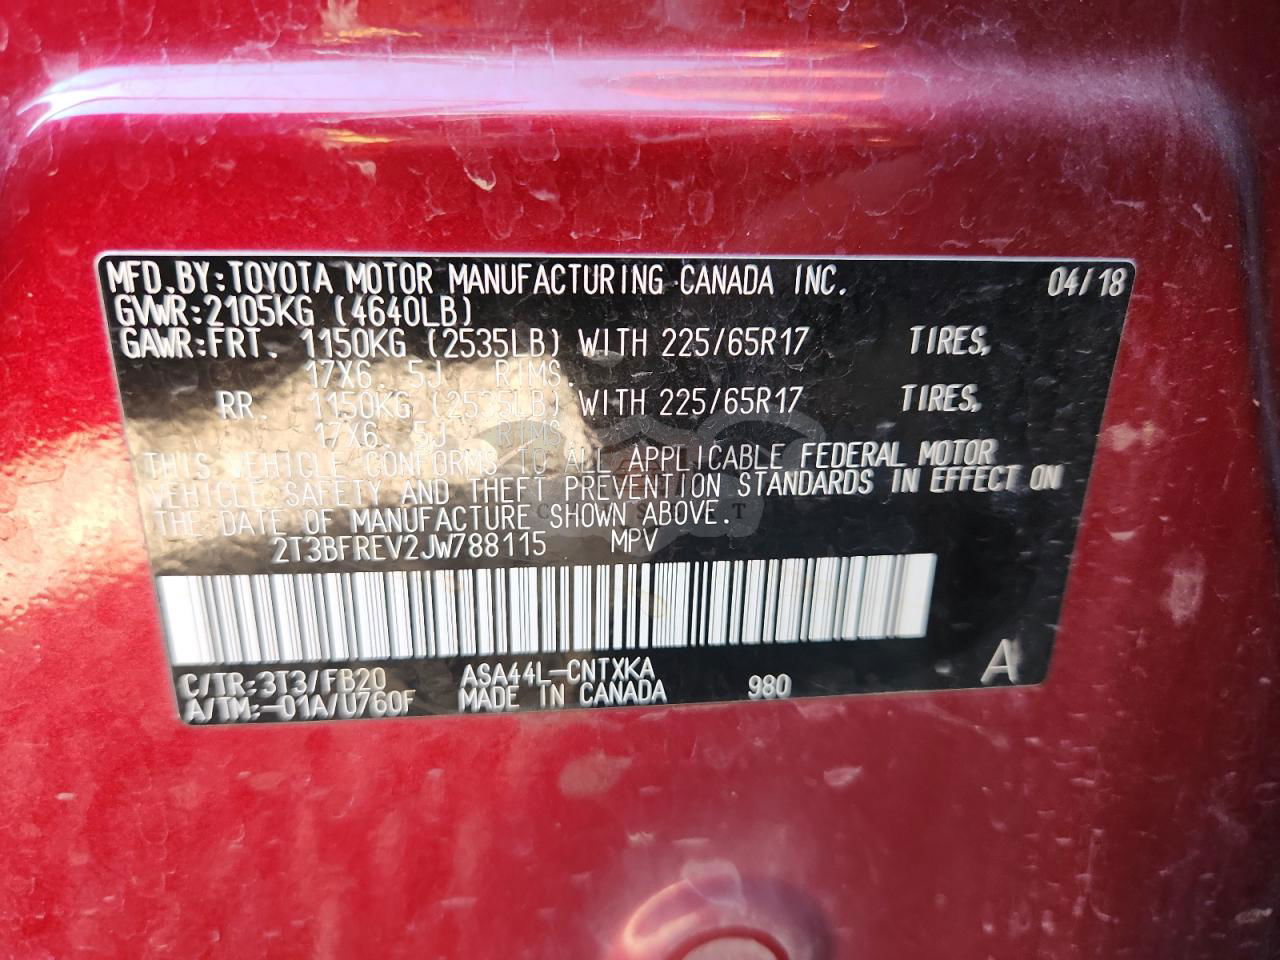 MFD.BY:TOYOTA MOTOR MANUFACTURING CANADA INC. 04/18
GVWR:2105KG (4640LB)
GAWR:FRT. 1150KG (2535LB) WITH 225/65R17 TIRES,
17X6.5J RIMS.
RR. 1150KG (2535LB) WITH 225/65R17 TIRES,
17X6.5J RIMS
THIS VEHICLE CONFORMS TO ALL APPLICABLE FEDERAL MOTOR
VEHICLE SAFETY AND THEFT PREVENTION STANDARDS IN EFFECT ON
THE DATE OF MANUFACTURE SHOWN ABOVE.
2T3BFREV2JW788115 MPV
C/TR:3T3/FB20 ASA44L-CNTXKA
A/TM:-01A/U760F MADE IN CANADA 980 A